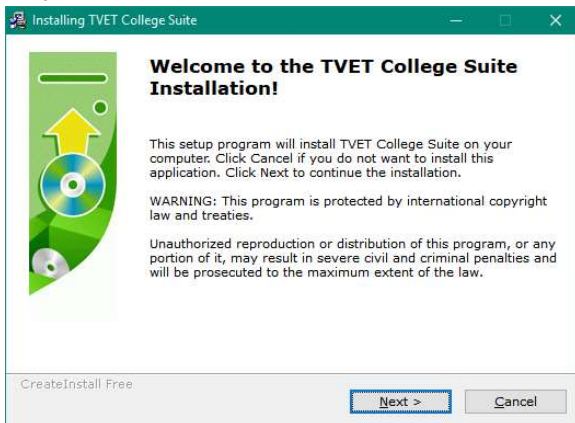 Installing TVET College Suite
Welcome to the TVET College Suite
Installation!
This setup program will install TVET College Suite on your
computer. Click Cancel if you do not want to install this
application. Click Next to continue the installation.
WARNING: This program is protected by international copyright
law and treaties.
Unauthorized reproduction or distribution of this program, or any
portion of it, may result in severe civil and criminal penalties and
will be prosecuted to the maximum extent of the law.
CreateInstall Free
Next >
Cancel